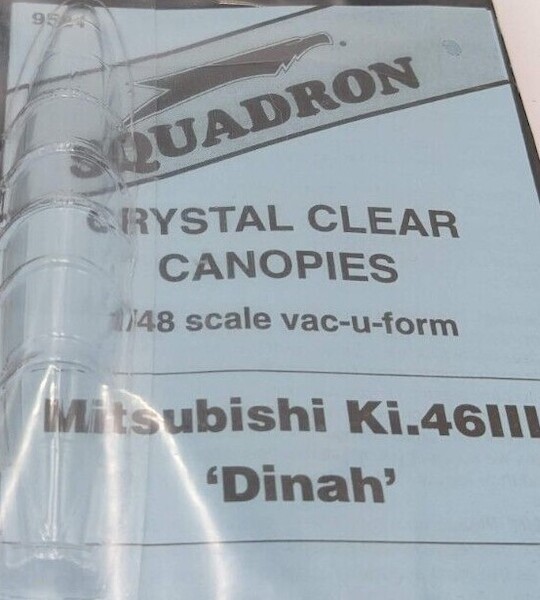 SQUADRON
CRYSTAL CLEAR
CANOPIES
1/48 scale vac-u-form
Mitsubishi Ki.46III
‘Dinah’